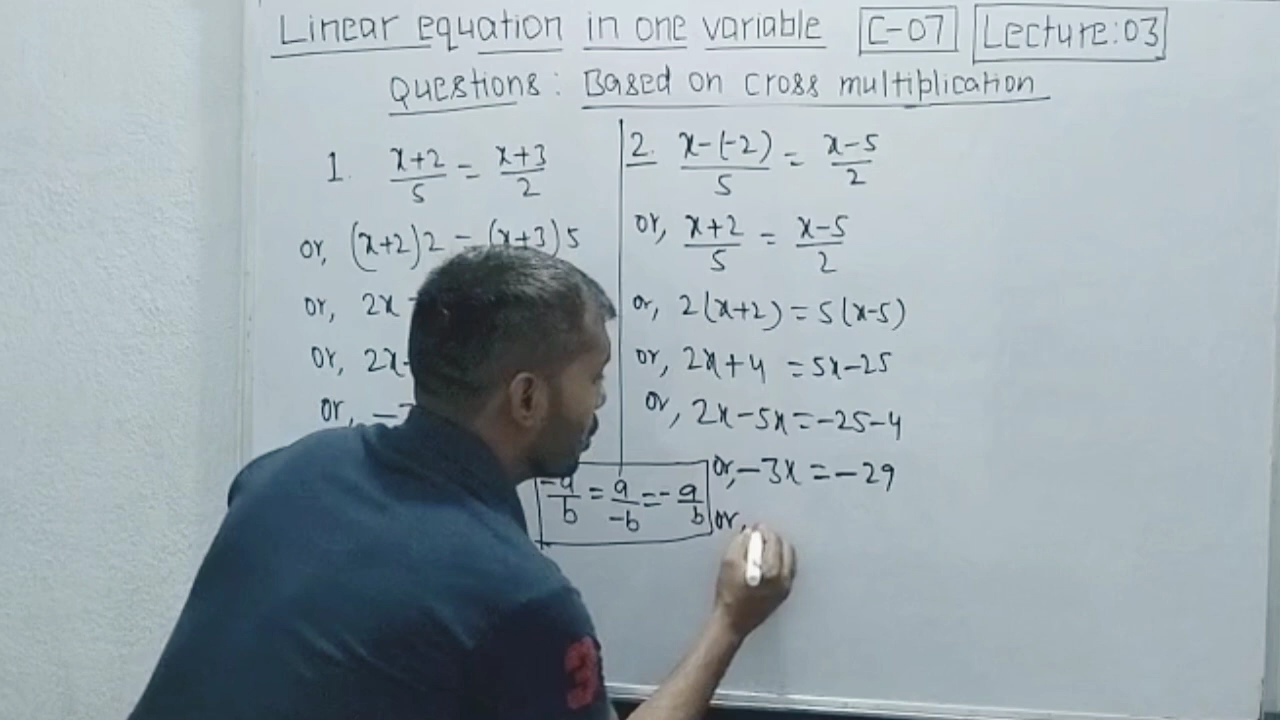 Linear equation in one variable C-07 Lecture:03
Questions: Based on cross multiplication
1. x+2/5 = x+3/2
or, (x+2)2 = (x+3)5
or, 2x
or, 2x
or, -
2. x-(-2)/5 = x-5/2
or, x+2/5 = x-5/2
or, 2(x+2) = 5(x-5)
or, 2x+4 = 5x-25
or, 2x-5x = -25-4
or, -3x = -29
or,
-a/b = a/-b = -a/b
3